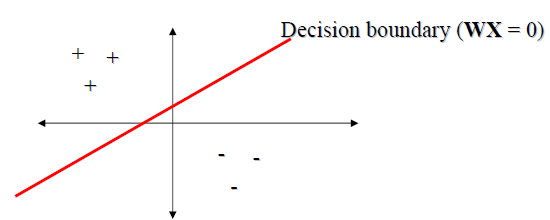 Decision boundary (WX = 0)
+ +
+
- -
-